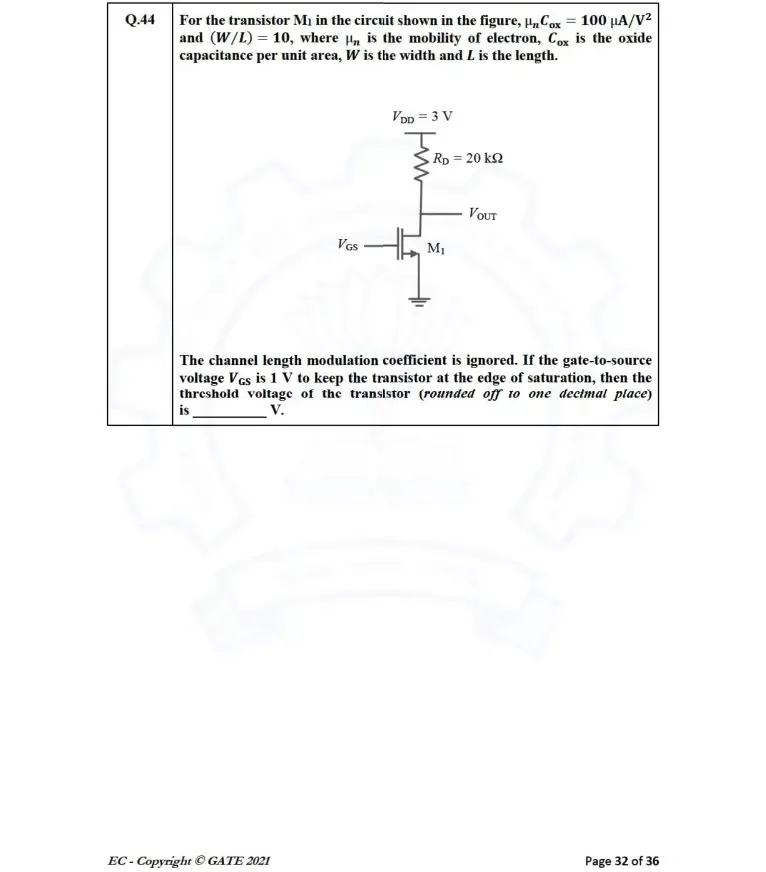 Q.44
For the transistor M₁ in the circuit shown in the figure, μₙCₒₓ = 100 μA/V²
and (W/L) = 10, where μₙ is the mobility of electron, Cₒₓ is the oxide
capacitance per unit area, W is the width and L is the length.
V_DD = 3 V
R_D = 20 kΩ
V_OUT
V_GS
M₁
The channel length modulation coefficient is ignored. If the gate-to-source
voltage V_GS is 1 V to keep the transistor at the edge of saturation, then the
threshold voltage of the transistor (rounded off to one decimal place)
is __________ V.
EC - Copyright © GATE 2021
Page 32 of 36